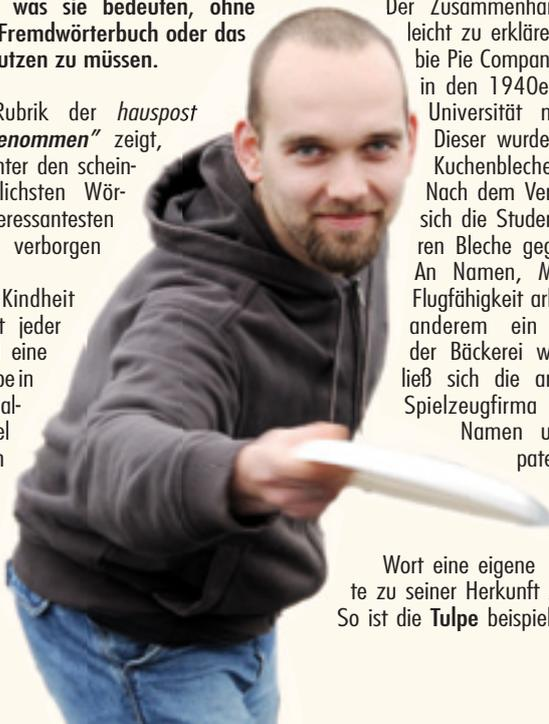 was sie bedeuten, ohne
Fremdwörterbuch oder das
utzen zu müssen.
Rubrik der hauspost
enommen" zeigt,
nter den schein-
lichsten Wör-
eressantesten
verborgen
Kindheit
t jeder
eine
be in
al-
el
n
Der Zusammenhan
leicht zu erkläre
bie Pie Compan
in den 1940e
Universität n
Dieser wurde
Kuchenbleche
Nach dem Ver
sich die Studen
ren Bleche geg
An Namen, M
Flugfähigkeit arl
anderem ein
der Bäckerei w
ließ sich die an
Spielzeugfirma
Namen u
pate
Wort eine eigene
te zu seiner Herkunft
So ist die Tulpe beispiel